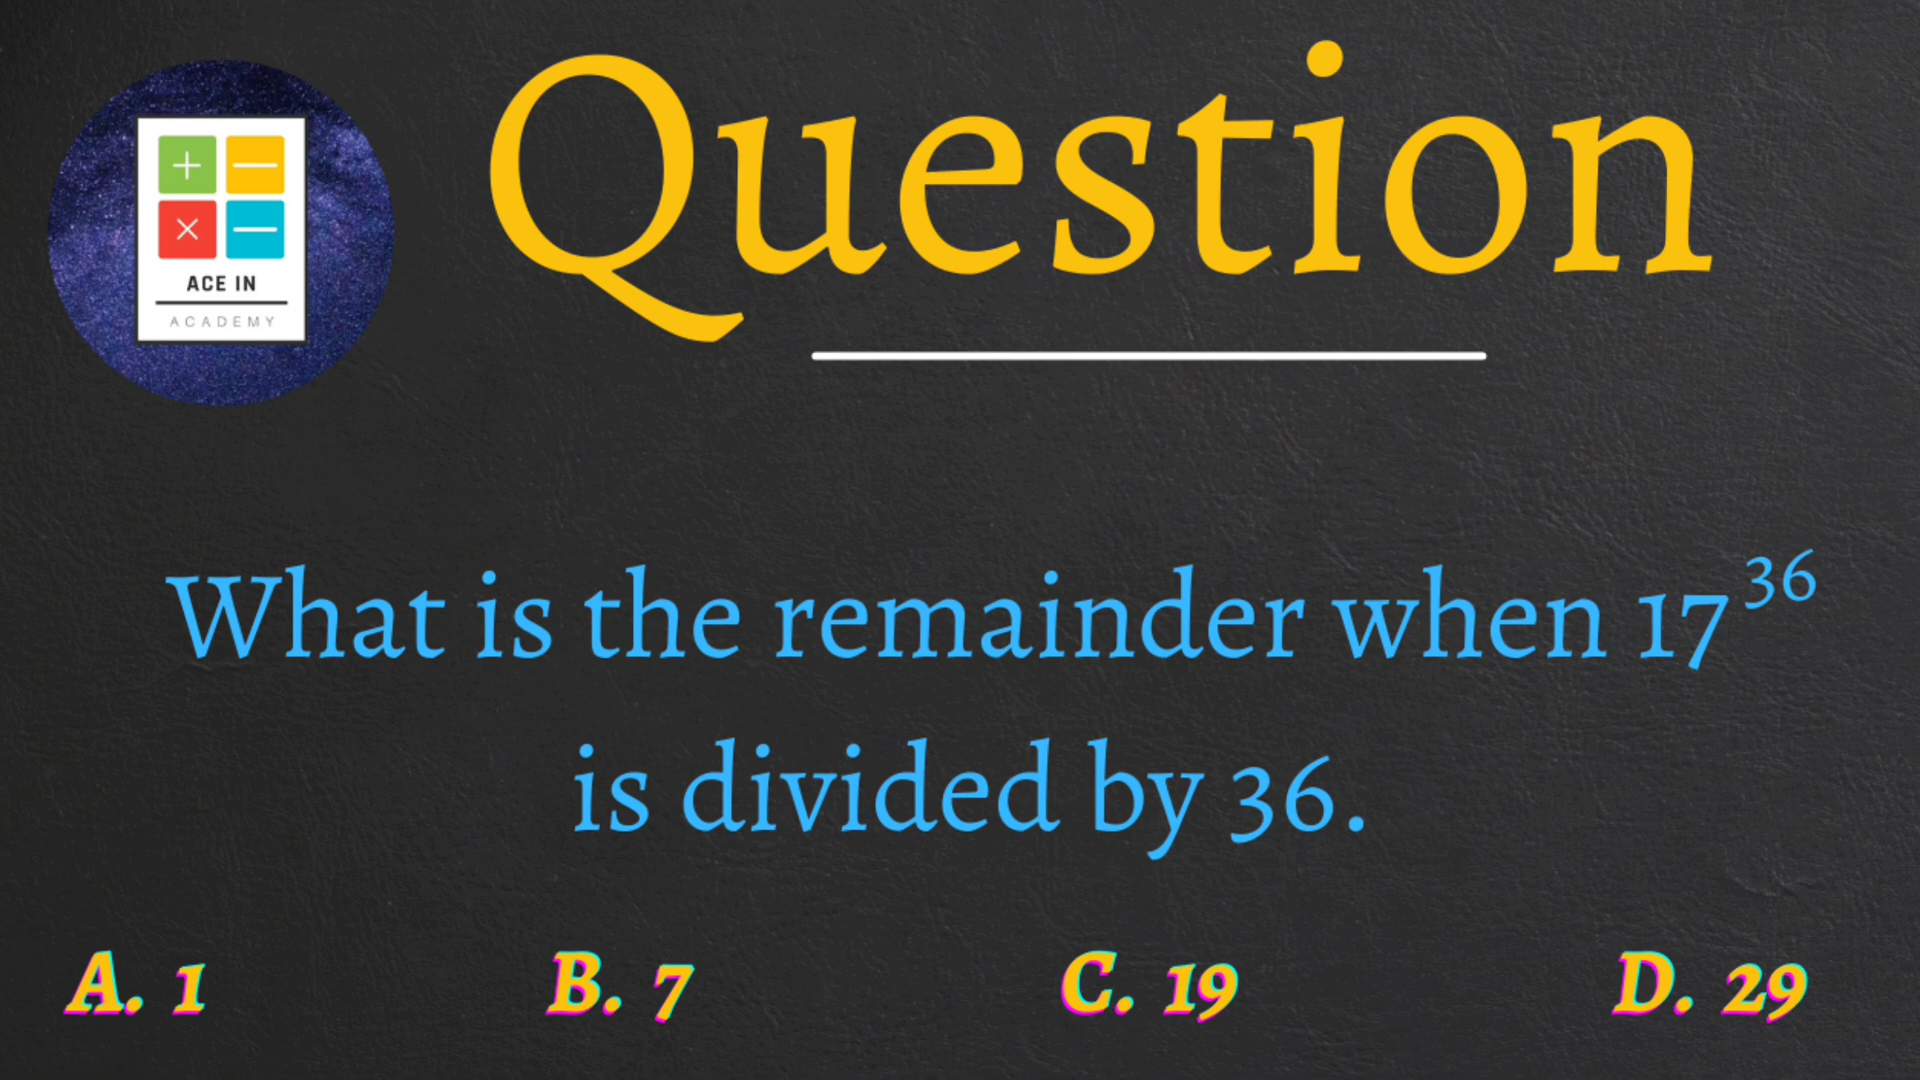 + —
× —
ACE IN
ACADEMY
Question
What is the remainder when 17³⁶
is divided by 36.
A. 1 B. 7 C. 19 D. 29